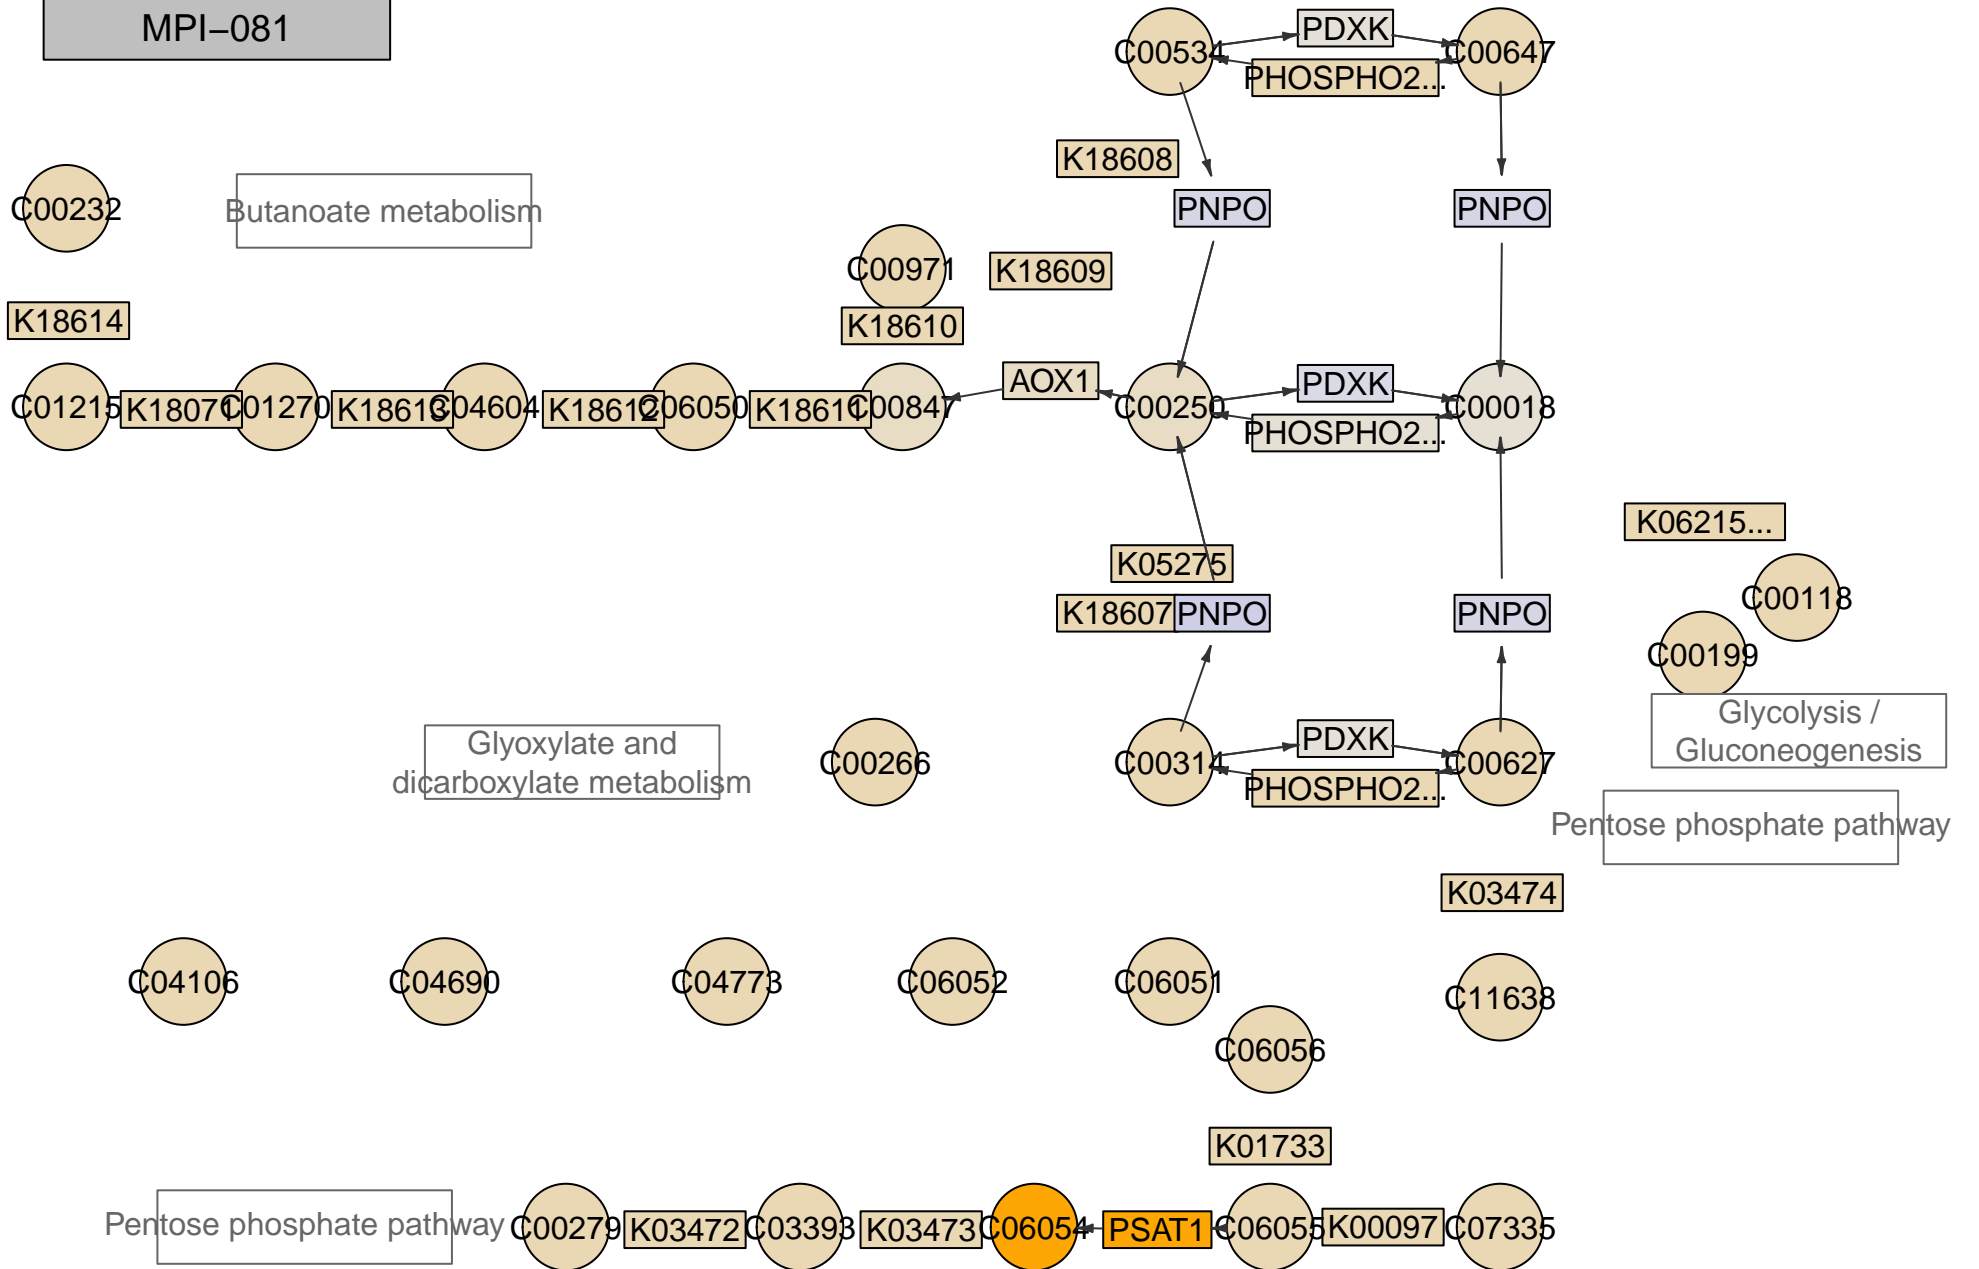 MPI–081
C00534
PDXK
C00647
PHOSPHO2...
K18608
C00232
Butanoate metabolism
PNPO
PNPO
C00971
K18609
K18614
K18610
C01215
K18071
C01270
K18613
C04604
K18612
C06050
K18611
C00847
AOX1
C00250
PDXK
C00018
PHOSPHO2...
K06215...
K05275
C00118
K18607
PNPO
PNPO
C00199
Glycolysis /
Gluconeogenesis
Glyoxylate and
dicarboxylate metabolism
C00266
C00314
PDXK
C00627
PHOSPHO2...
Pentose phosphate pathway
K03474
C04106
C04690
C04773
C06052
C06051
C11638
C06056
K01733
Pentose phosphate pathway
C00279
K03472
C03393
K03473
C06054
PSAT1
C06055
K00097
C07335